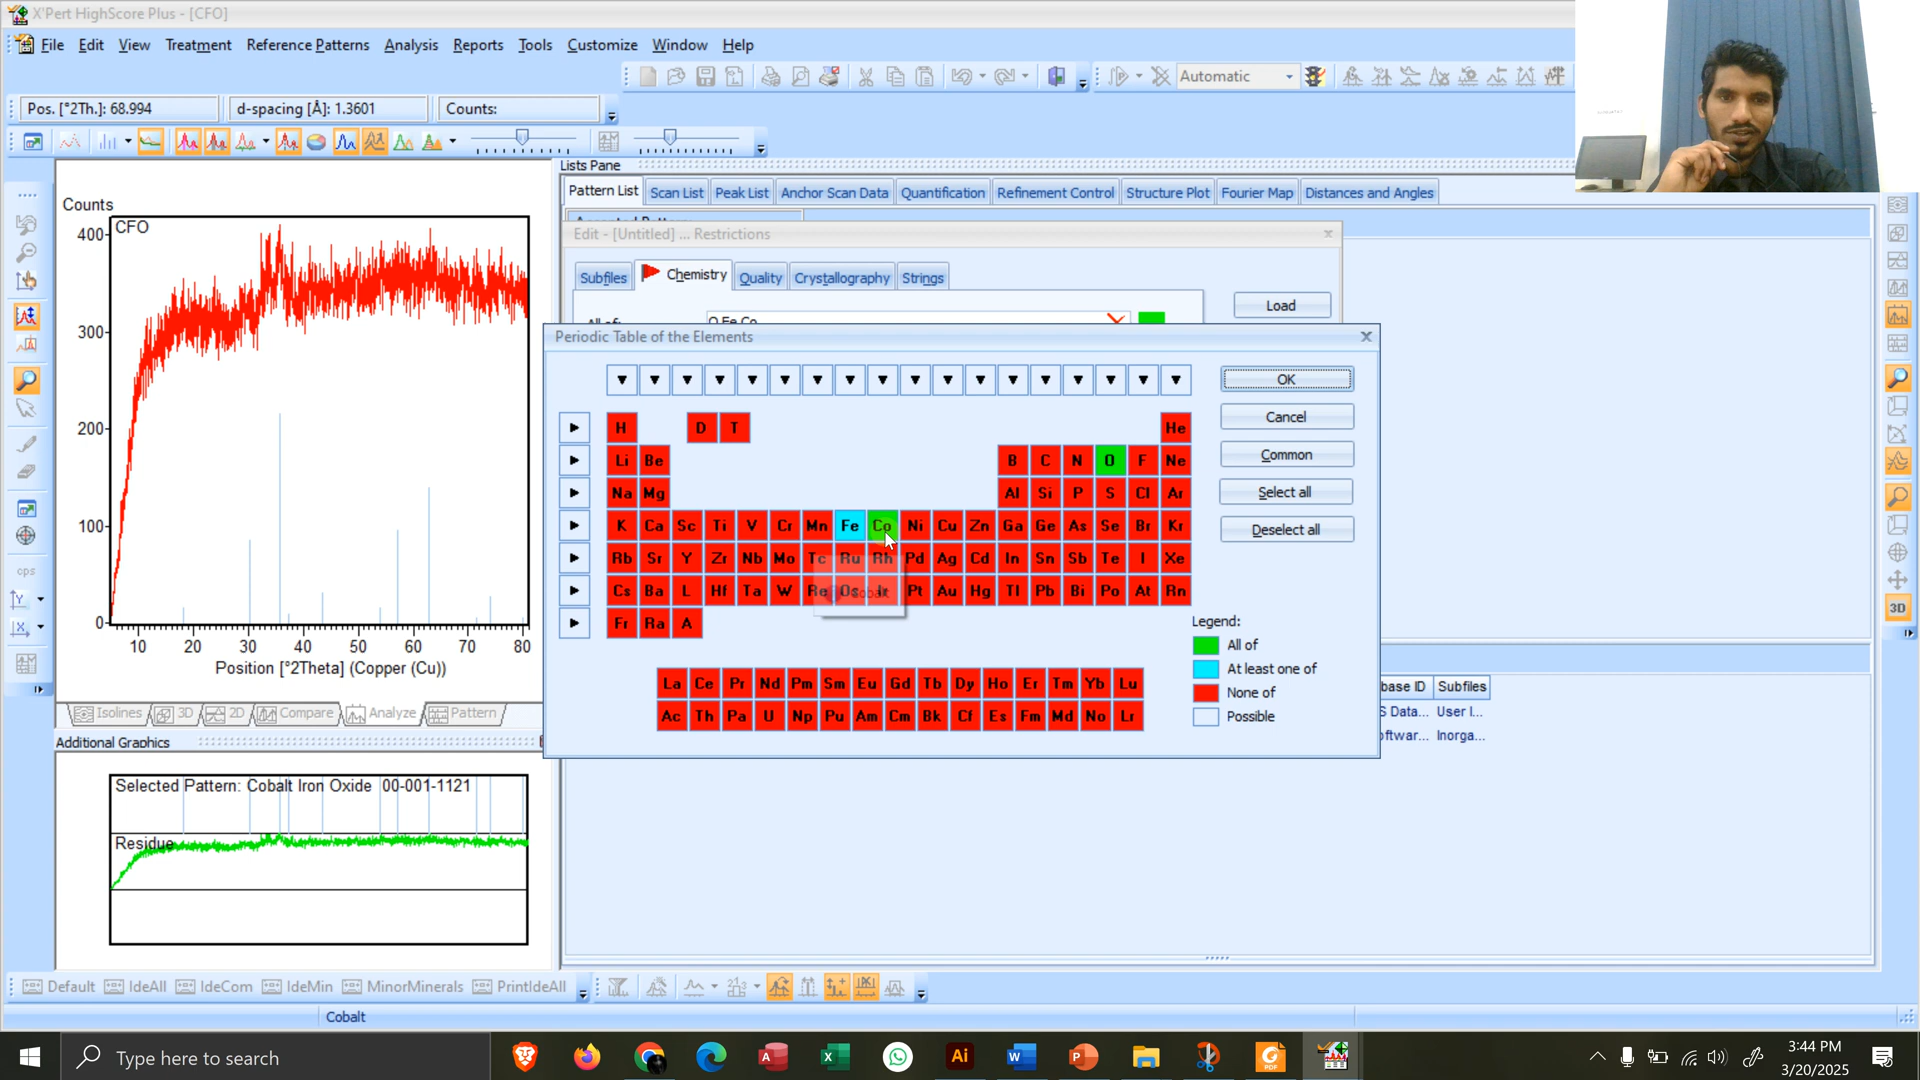 X'Pert HighScore Plus - [CFO]
File Edit View Treatment Reference Patterns Analysis Reports Tools Customize Window Help
Automatic
Pos. [°2Th.]: 68.994 d-spacing [Å]: 1.3601 Counts:
Lists Pane
Pattern List Scan List Peak List Anchor Scan Data Quantification Refinement Control Structure Plot Fourier Map Distances and Angles
Counts
CFO
400
300
200
100
0
10 20 30 40 50 60 70 80
Position [°2Theta] (Copper (Cu))
Isolines 3D 2D Compare Analyze Pattern
Additional Graphics
Selected Pattern: Cobalt Iron Oxide 00-001-1121
Residue
Edit - [Untitled] ... Restrictions
Subfiles Chemistry Quality Crystallography Strings
Load
O Fe Co
Periodic Table of the Elements
OK
Cancel
Common
Select all
Deselect all
H D T He
Li Be B C N O F Ne
Na Mg Al Si P S Cl Ar
K Ca Sc Ti V Cr Mn Fe Co Ni Cu Zn Ga Ge As Se Br Kr
Rb Sr Y Zr Nb Mo Tc Ru Rh Pd Ag Cd In Sn Sb Te I Xe
Cs Ba L Hf Ta W Re Os Ir Pt Au Hg Tl Pb Bi Po At Rn
Fr Ra A
La Ce Pr Nd Pm Sm Eu Gd Tb Dy Ho Er Tm Yb Lu
Ac Th Pa U Np Pu Am Cm Bk Cf Es Fm Md No Lr
Cobalt
Legend:
All of
At least one of
None of
Possible
base ID Subfiles
S Data... User I...
oftwar... Inorga...
cps
3D
Default IdeAll IdeCom IdeMin MinorMinerals PrintIdeAll
Cobalt
Type here to search
3:44 PM
3/20/2025